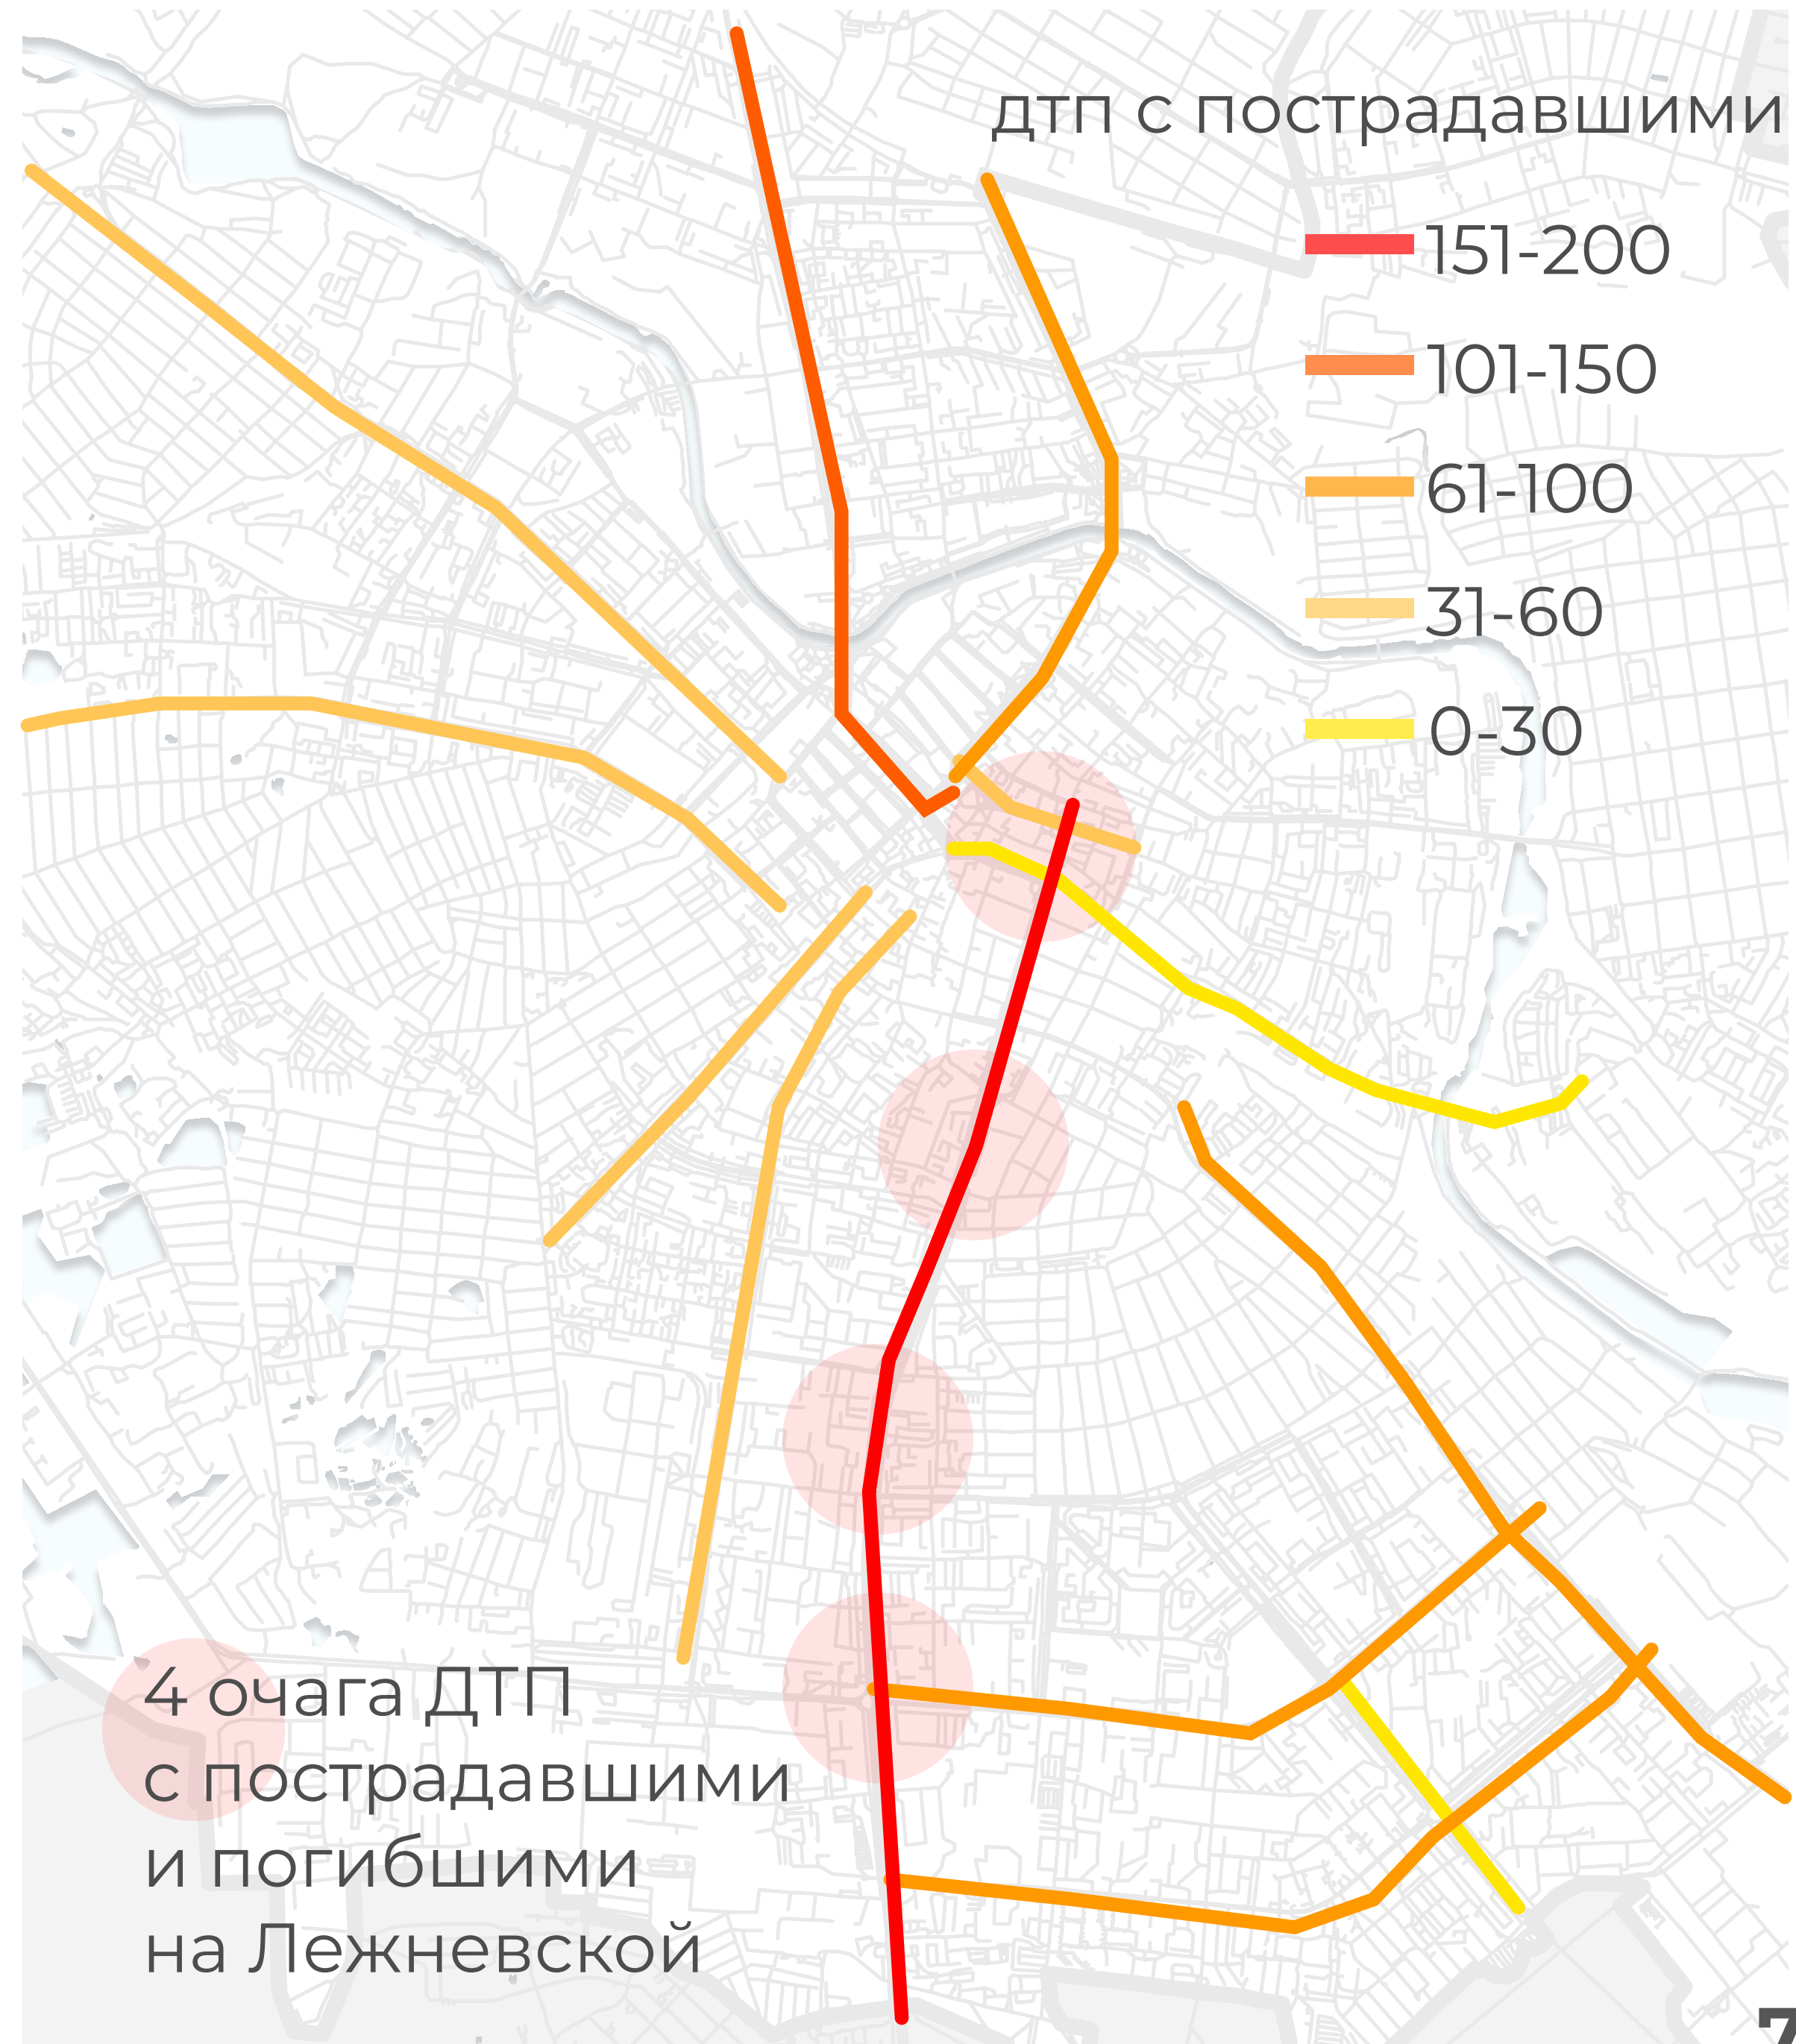 дтп с пострадавшими
151-200
101-150
61-100
31-60
0-30
4 очага ДТП
с пострадавшими
и погибшими
на Лежневской
7